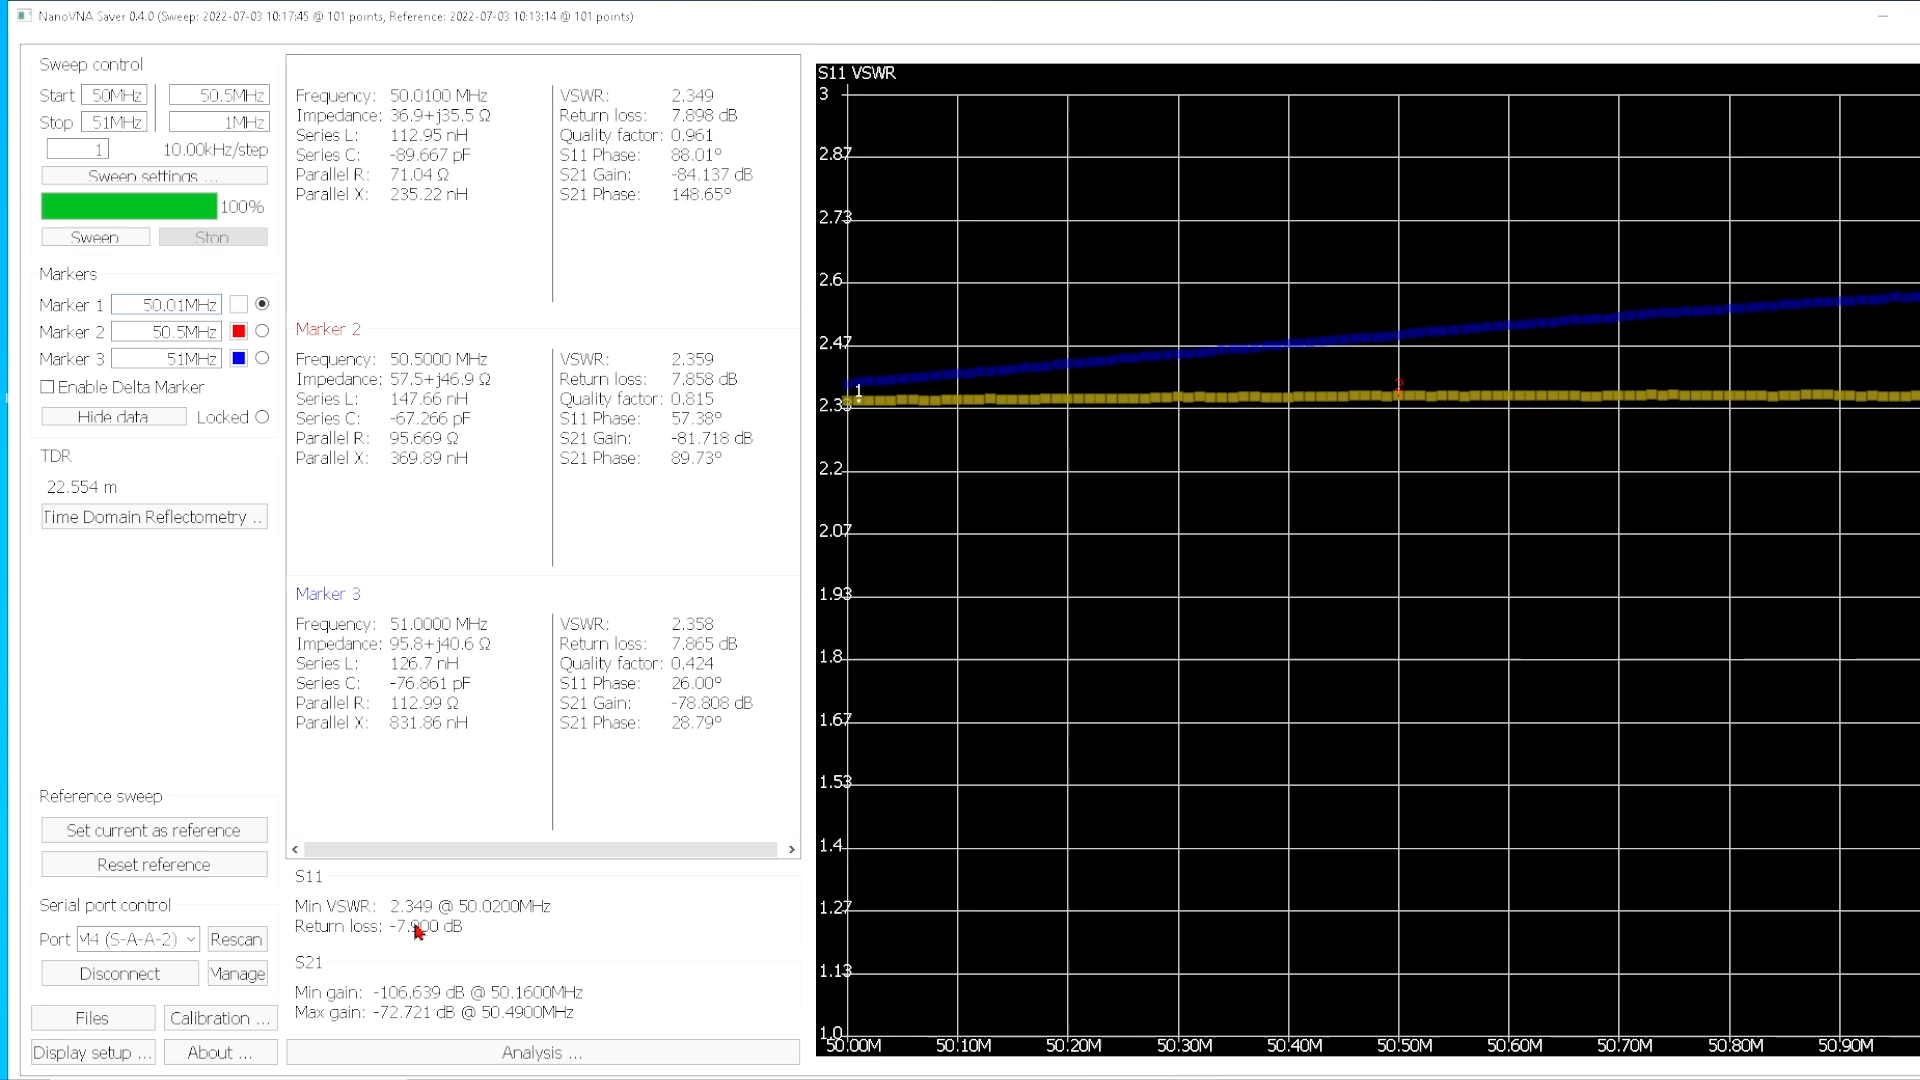 NanoVNA Saver 0.4.0 (Sweep: 2022-07-03 10:17:45 @ 101 points, Reference: 2022-07-03 10:13:14 @ 101 points)
Sweep control
Start 50MHz 50.5MHz
Stop 51MHz 1MHz
1 10.00kHz/step
Sweep settings ...
100%
Sweep Stop
Markers
Marker 1 50.01MHz
Marker 2 50.5MHz
Marker 3 51MHz
Enable Delta Marker
Hide data Locked
TDR
22.554 m
Time Domain Reflectometry ..
Reference sweep
Set current as reference
Reset reference
Serial port control
Port M4 (S-A-A-2) Rescan
Disconnect Manage
Files Calibration ...
Display setup ... About ...
Frequency: 50.0100 MHz
Impedance: 36.9+j35.5 Ω
Series L: 112.95 nH
Series C: -89.667 pF
Parallel R: 71.04 Ω
Parallel X: 235.22 nH
VSWR: 2.349
Return loss: 7.898 dB
Quality factor: 0.961
S11 Phase: 88.01°
S21 Gain: -84.137 dB
S21 Phase: 148.65°
Marker 2
Frequency: 50.5000 MHz
Impedance: 57.5+j46.9 Ω
Series L: 147.66 nH
Series C: -67.266 pF
Parallel R: 95.669 Ω
Parallel X: 369.89 nH
VSWR: 2.359
Return loss: 7.858 dB
Quality factor: 0.815
S11 Phase: 57.38°
S21 Gain: -81.718 dB
S21 Phase: 89.73°
Marker 3
Frequency: 51.0000 MHz
Impedance: 95.8+j40.6 Ω
Series L: 126.7 nH
Series C: -76.861 pF
Parallel R: 112.99 Ω
Parallel X: 831.86 nH
VSWR: 2.358
Return loss: 7.865 dB
Quality factor: 0.424
S11 Phase: 26.00°
S21 Gain: -78.808 dB
S21 Phase: 28.79°
S11
Min VSWR: 2.349 @ 50.0200MHz
Return loss: -7.900 dB
S21
Min gain: -106.639 dB @ 50.1600MHz
Max gain: -72.721 dB @ 50.4900MHz
Analysis ...
S11 VSWR
3
2.87
2.73
2.6
2.47
2.33
2.2
2.07
1.93
1.8
1.67
1.53
1.4
1.27
1.13
1.0
1
2
50.00M 50.10M 50.20M 50.30M 50.40M 50.50M 50.60M 50.70M 50.80M 50.90M